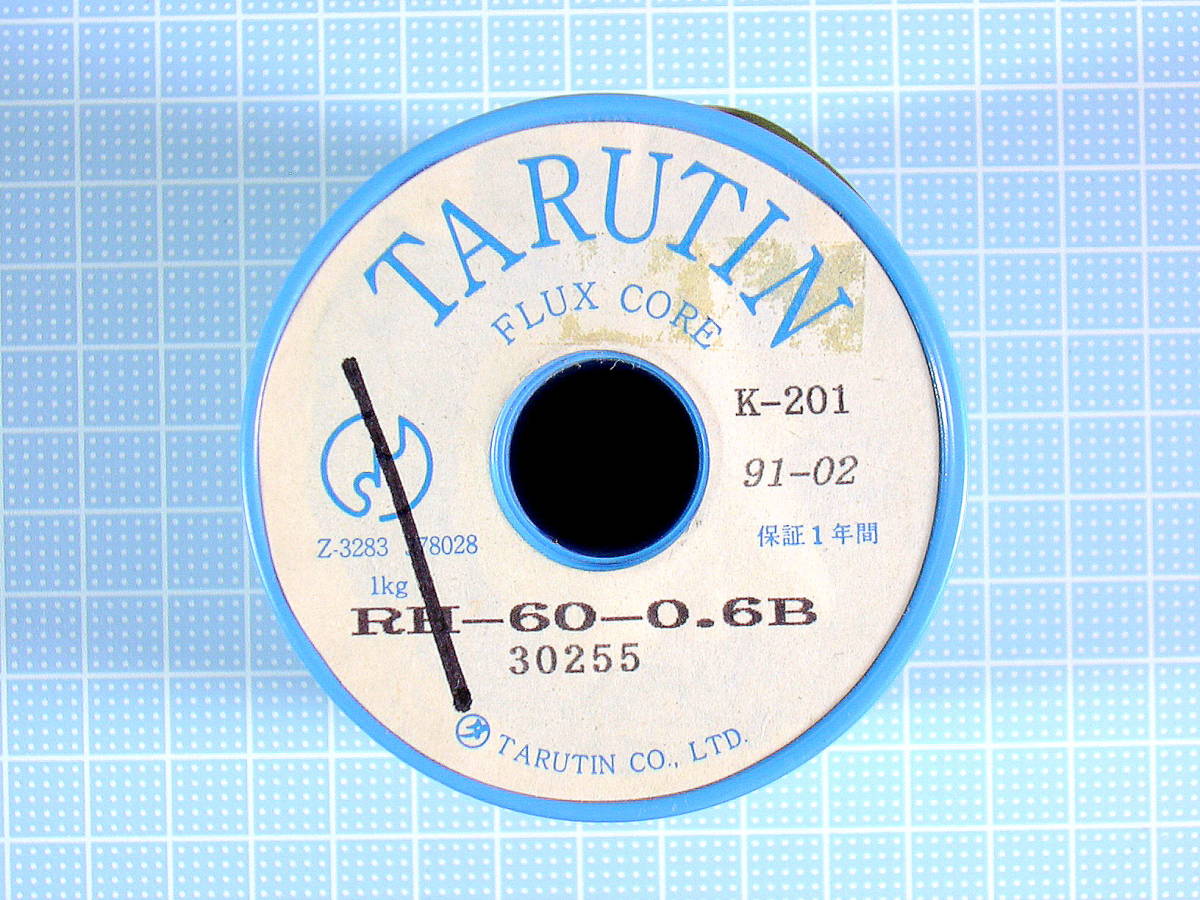 TARUTIN
FLUX CORE
K-201
91-02
保証1年間
Z-3283 378028
1kg
RH-60-0.6B
30255
TARUTIN CO., LTD.